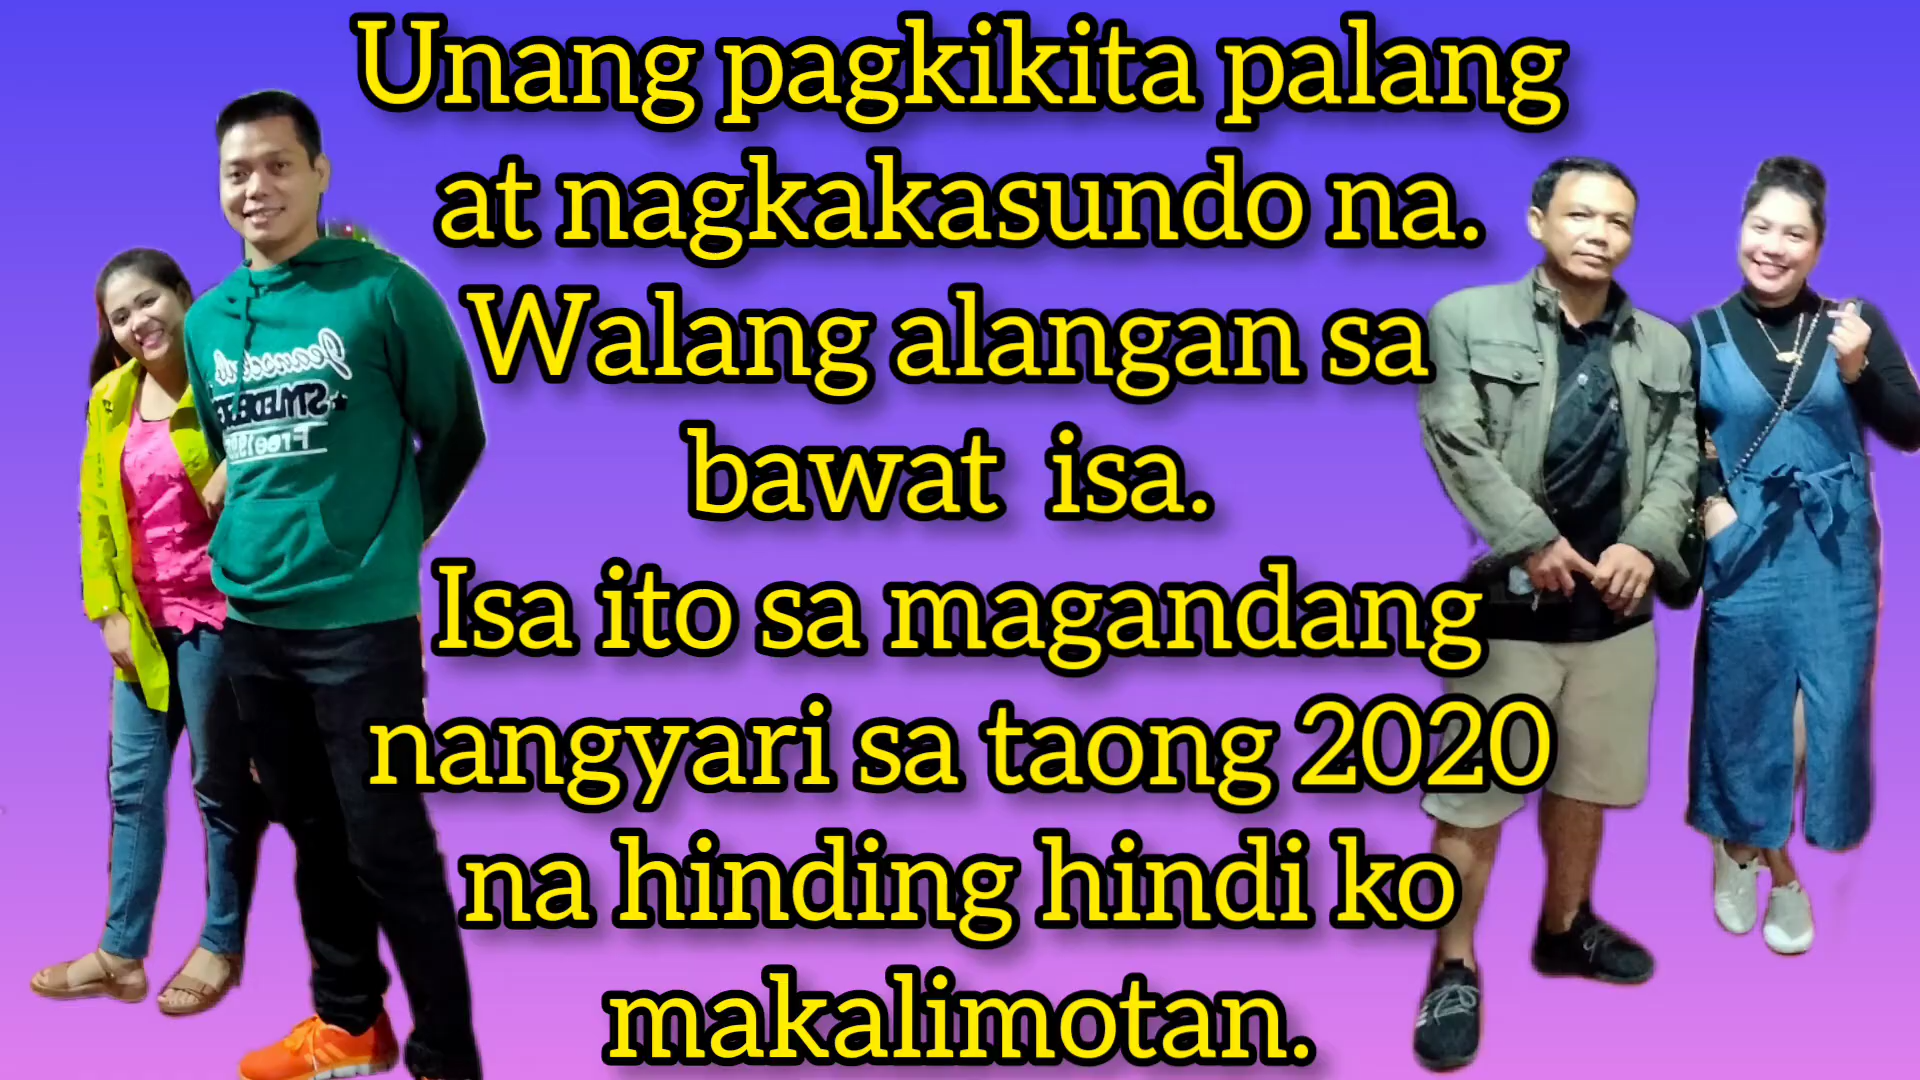 Unang pagkikita palang
at nagkakasundo na.
Walang alangan sa
bawat isa.
Isa ito sa magandang
nangyari sa taong 2020
na hinding hindi ko
makalimotan.